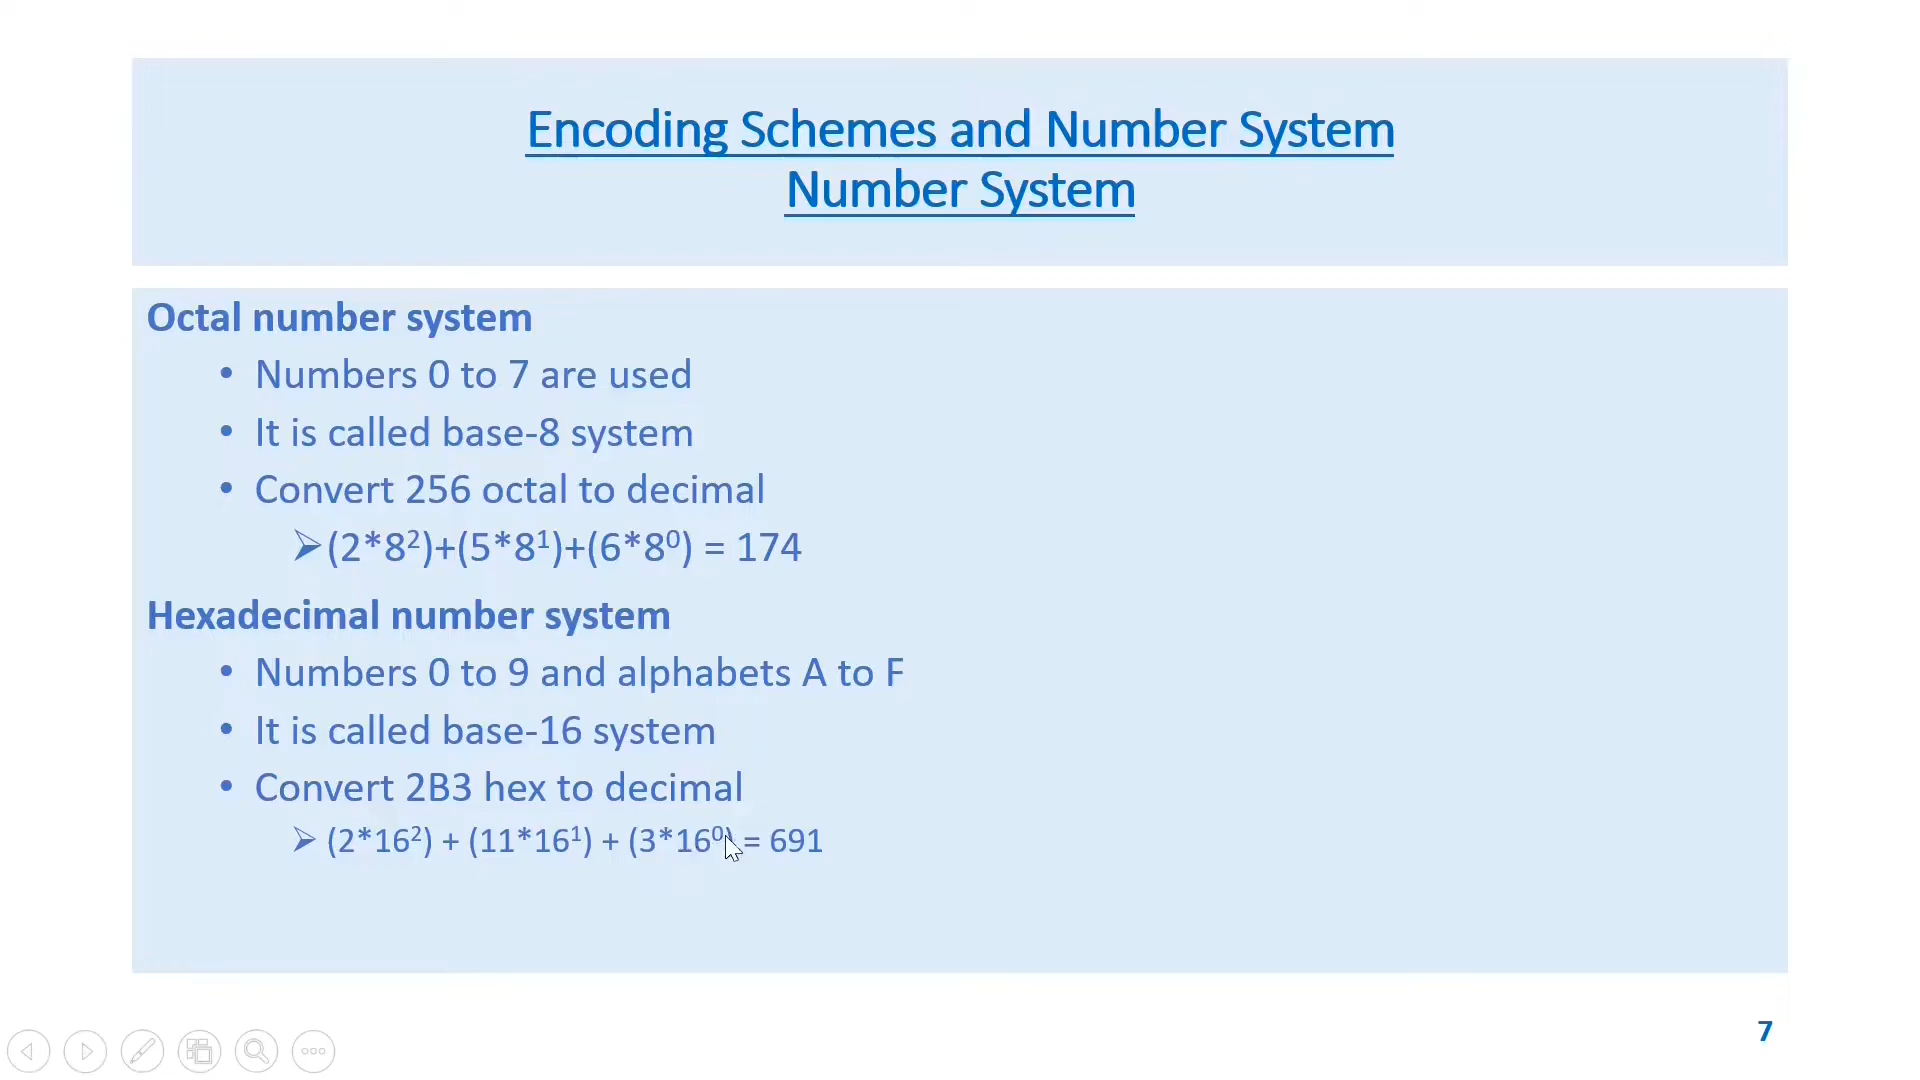 Encoding Schemes and Number System
Number System
Octal number system
• Numbers 0 to 7 are used
• It is called base-8 system
• Convert 256 octal to decimal
➢(2*8²)+(5*8¹)+(6*8⁰) = 174
Hexadecimal number system
• Numbers 0 to 9 and alphabets A to F
• It is called base-16 system
• Convert 2B3 hex to decimal
➢ (2*16²) + (11*16¹) + (3*16⁰) = 691
7